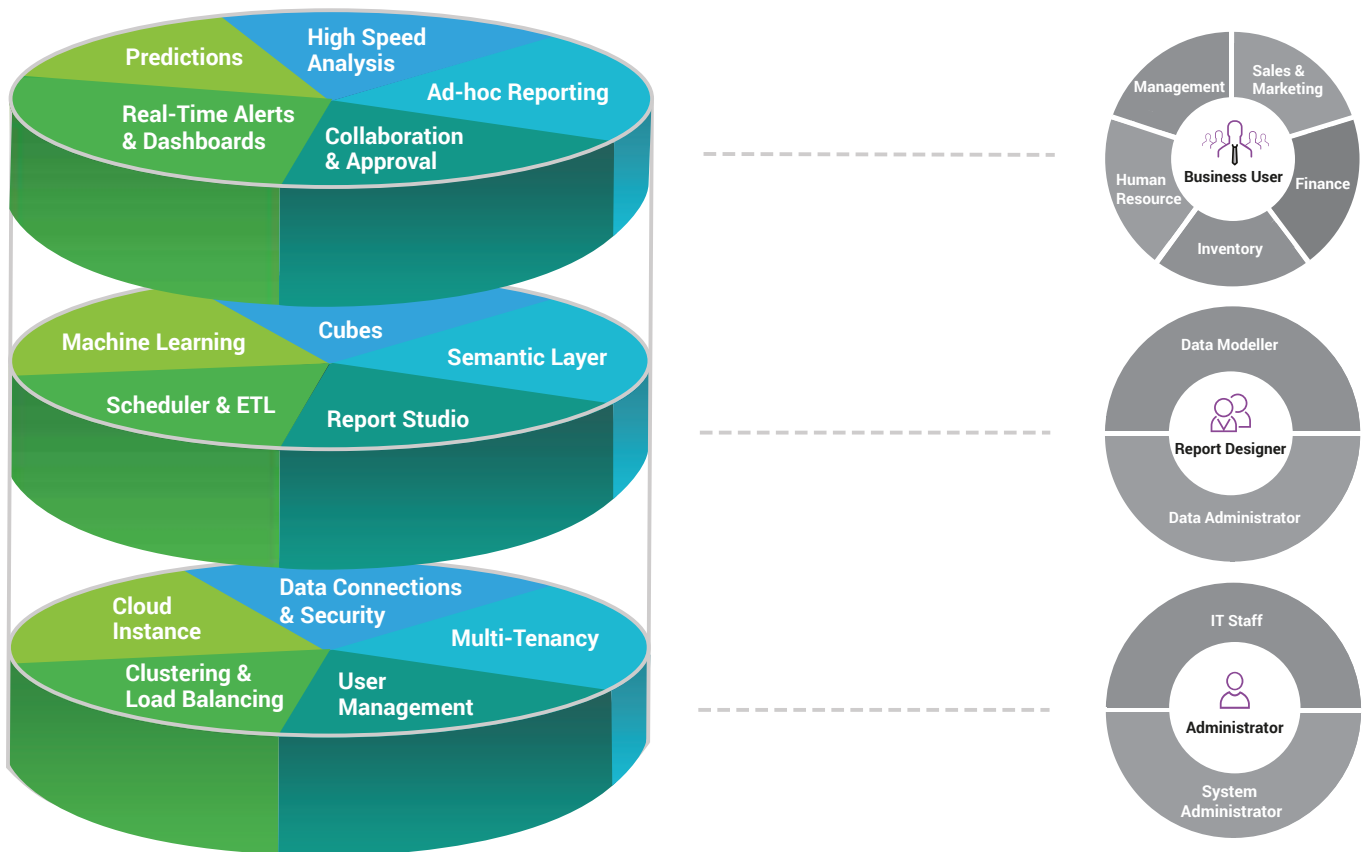 Predictions
High Speed
Analysis
Ad-hoc Reporting
Real-Time Alerts
& Dashboards
Collaboration
& Approval
Management
Sales &
Marketing
Human
Resource
Business User
Finance
Inventory
Machine Learning
Cubes
Semantic Layer
Scheduler & ETL
Report Studio
Data Modeller
Report Designer
Data Administrator
Cloud
Instance
Data Connections
& Security
Multi-Tenancy
Clustering &
Load Balancing
User
Management
IT Staff
Administrator
System
Administrator